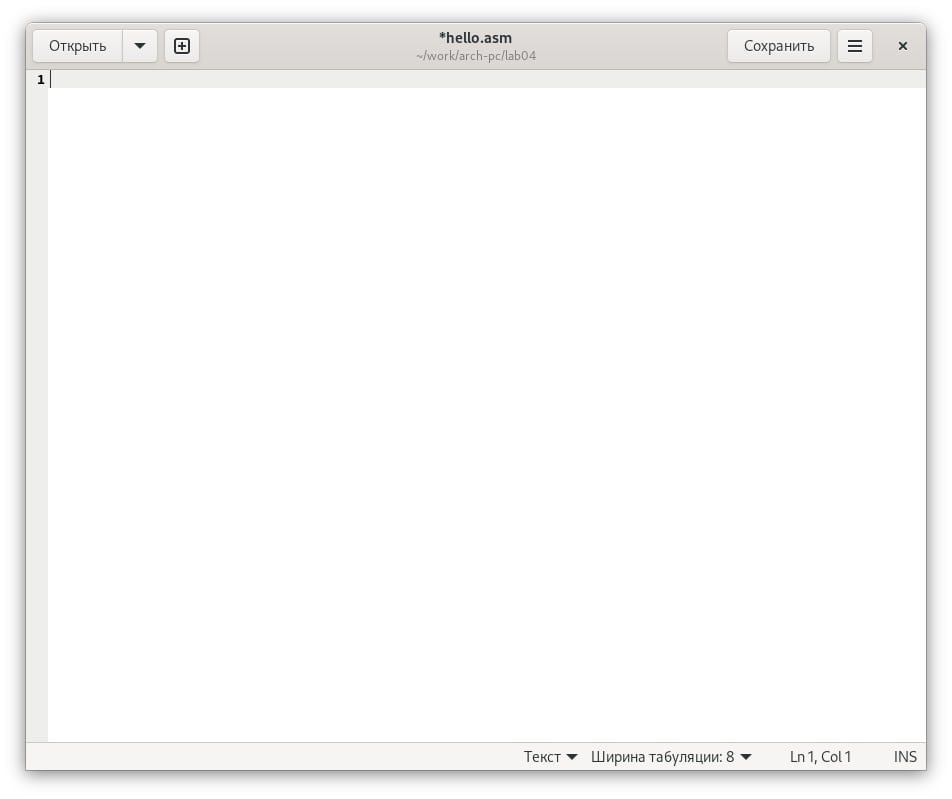 Открыть
*hello.asm
~/work/arch-pc/lab04
Сохранить
1
Текст Ширина табуляции: 8 Ln 1, Col 1 INS